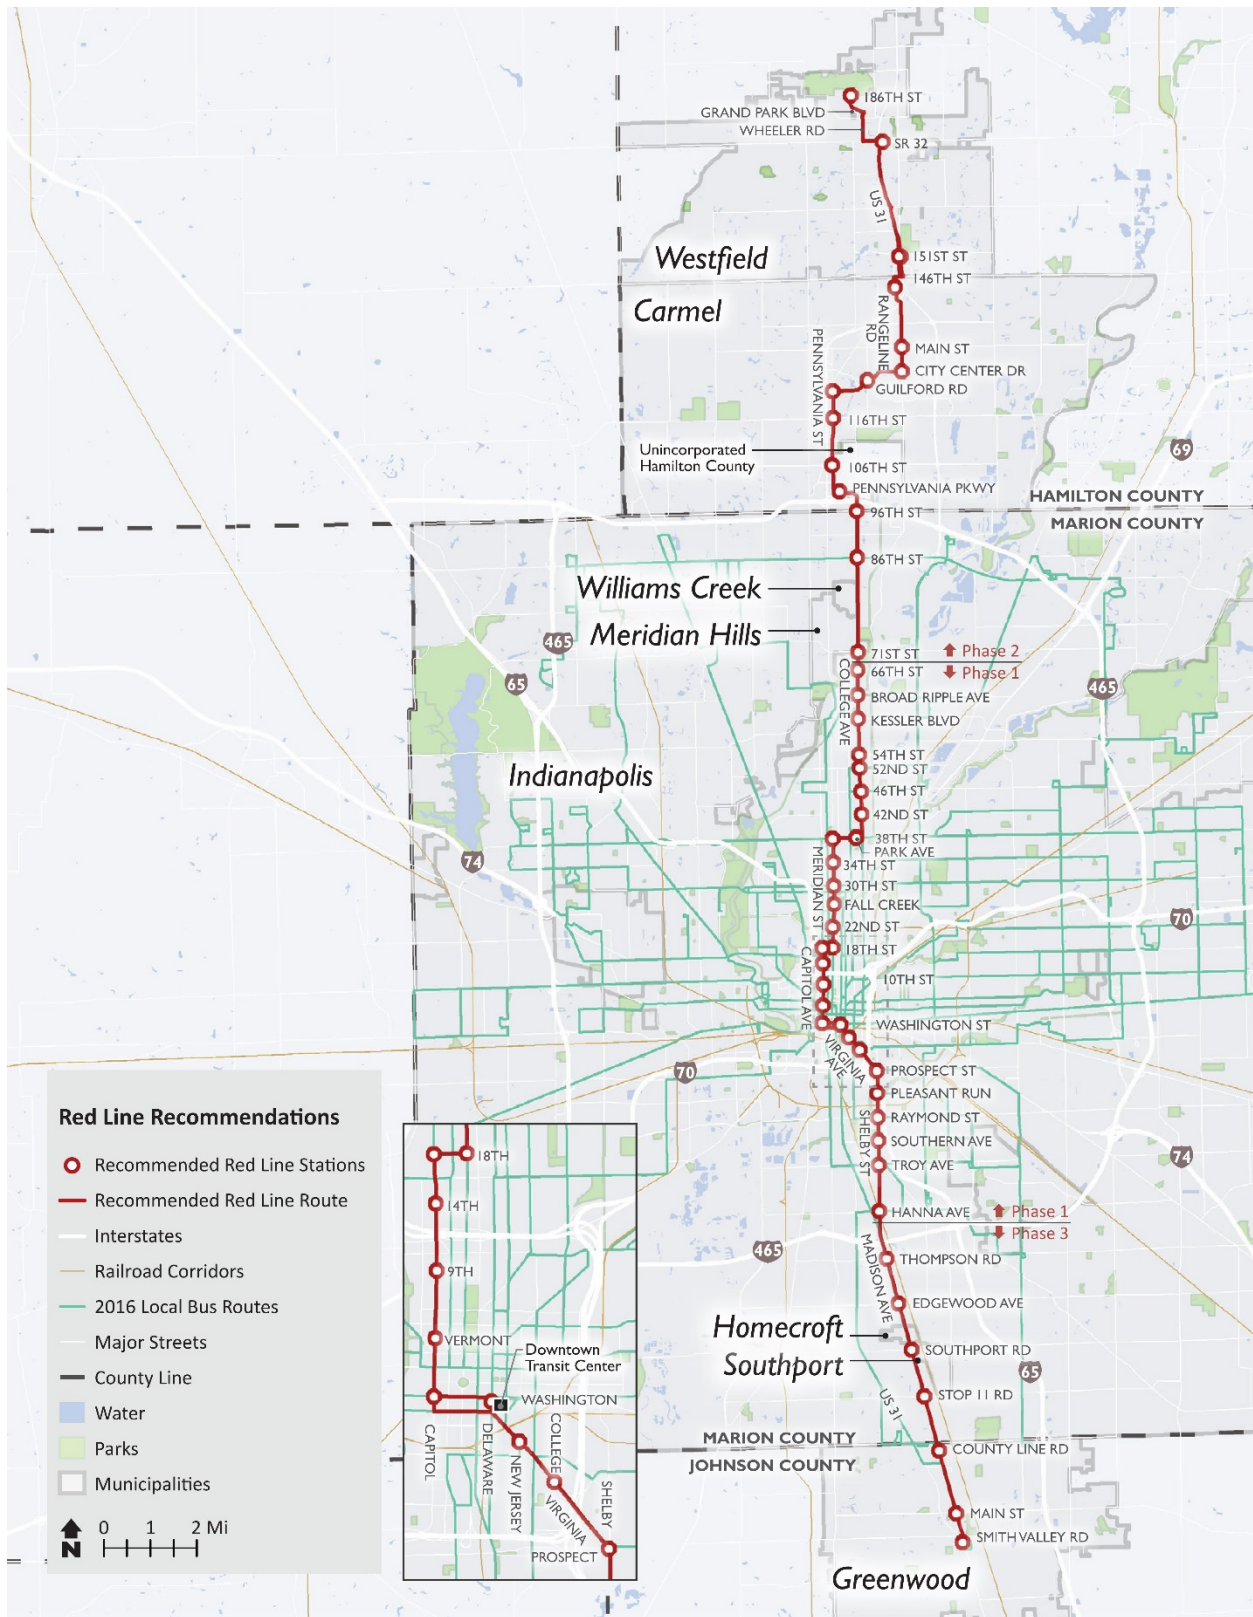 186TH ST
GRAND PARK BLVD
WHEELER RD
SR 32
US 31
Westfield
151ST ST
146TH ST
Carmel
RANGELINE
RD
MAIN ST
CITY CENTER DR
GUILFORD RD
PENNSYLVANIA ST
116TH ST
Unincorporated
Hamilton County
106TH ST
69
PENNSYLVANIA PKWY
HAMILTON COUNTY
96TH ST
MARION COUNTY
86TH ST
Williams Creek
Meridian Hills
465
71ST ST
Phase 2
66TH ST
Phase 1
65
465
COLLEGE AVE
BROAD RIPPLE AVE
KESSLER BLVD
54TH ST
52ND ST
Indianapolis
46TH ST
42ND ST
38TH ST
PARK AVE
74
MERIDIAN ST
34TH ST
30TH ST
FALL CREEK
70
22ND ST
18TH ST
CAPITOL AVE
10TH ST
WASHINGTON ST
VIRGINIA
AVE
PROSPECT ST
70
PLEASANT RUN
SHELBY ST
RAYMOND ST
SOUTHERN AVE
TROY AVE
74
HANNA AVE
Phase 1
Phase 3
465
MADISON AVE
THOMPSON RD
EDGEWOOD AVE
Homecroft
SOUTHPORT RD
Southport
65
STOP 11 RD
US 31
MARION COUNTY
COUNTY LINE RD
JOHNSON COUNTY
MAIN ST
SMITH VALLEY RD
Greenwood
Red Line Recommendations
Recommended Red Line Stations
Recommended Red Line Route
Interstates
Railroad Corridors
2016 Local Bus Routes
Major Streets
County Line
Water
Parks
Municipalities
N
0 1 2 Mi
18TH
14TH
9TH
VERMONT
Downtown
Transit Center
WASHINGTON
CAPITOL
DELAWARE
NEW JERSEY
COLLEGE
VIRGINIA
SHELBY
PROSPECT